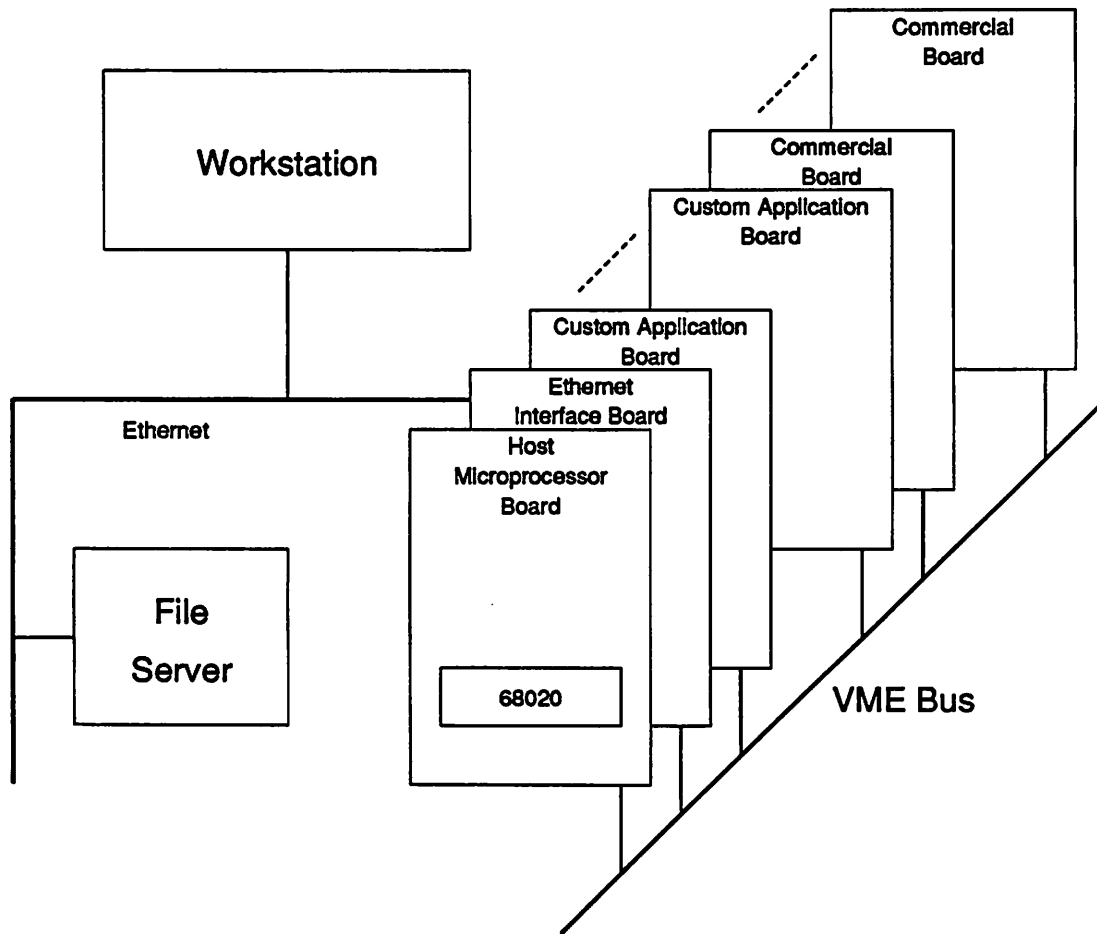 Commercial
Board
Workstation
Commercial
Board
Custom Application
Board
Custom Application
Board
Ethernet
Interface Board
Ethernet
Host
Microprocessor
Board
File
Server
68020
VME Bus